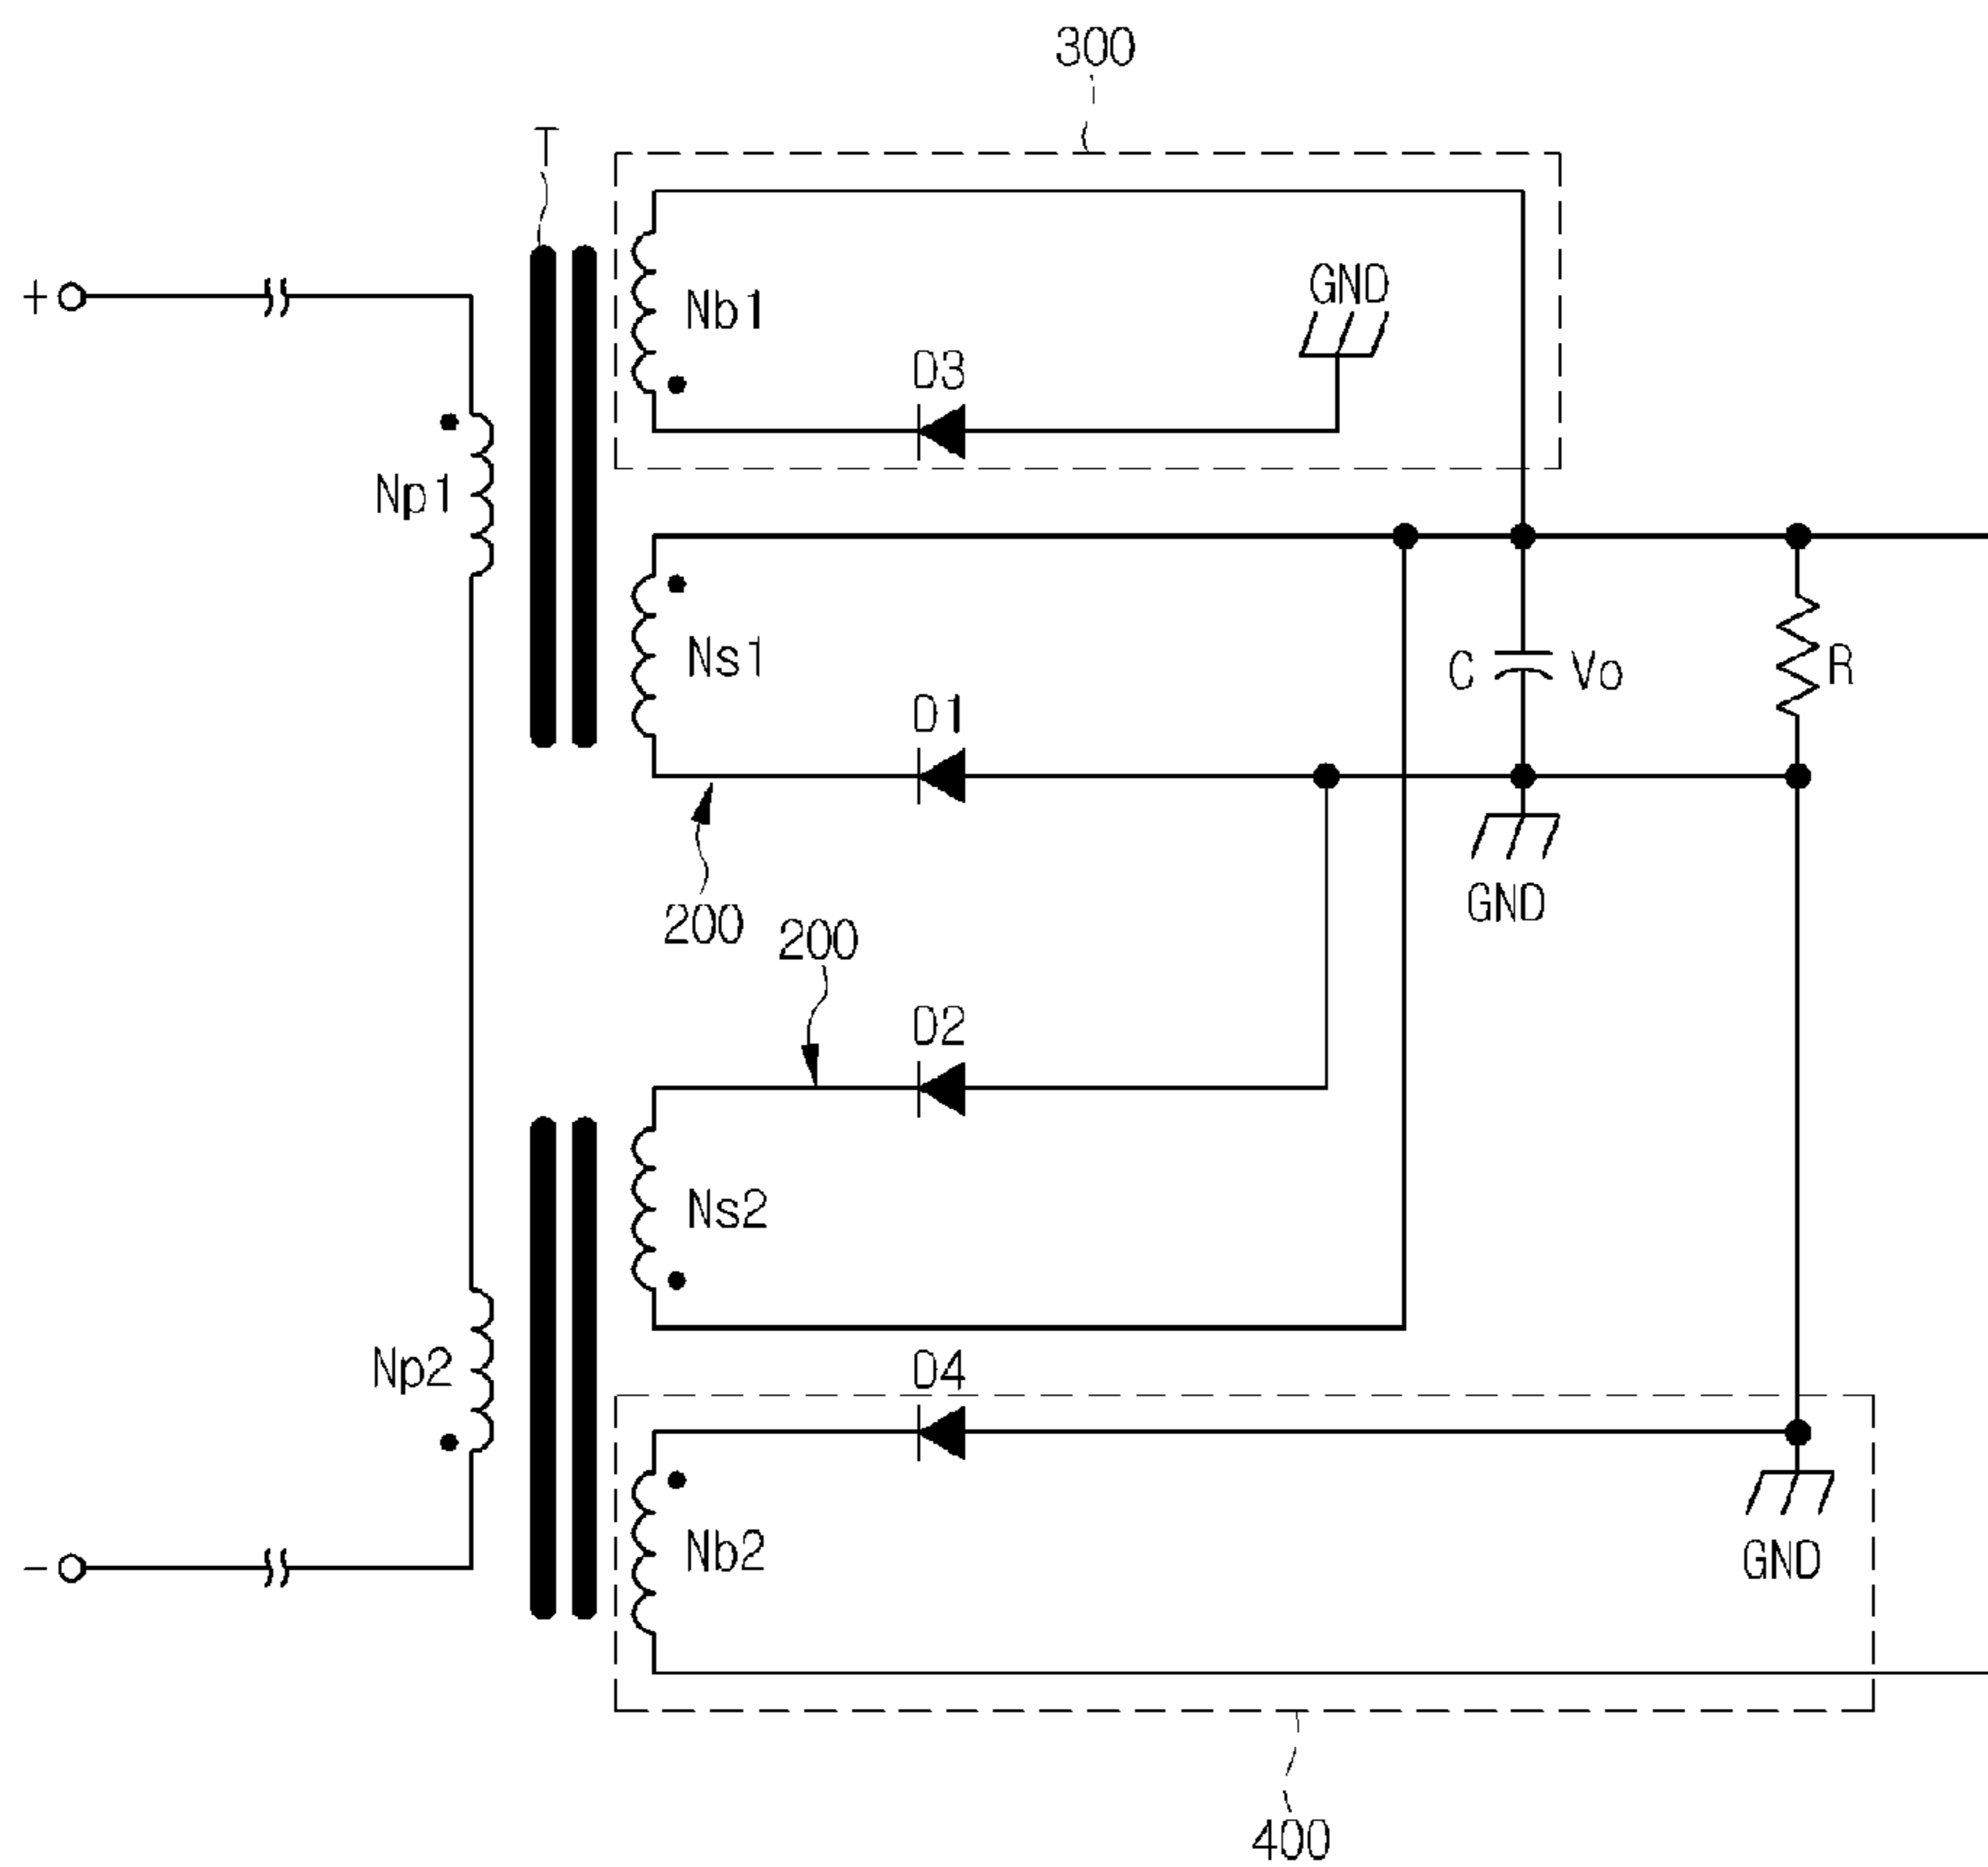 300
T
+
Nb1
GND
D3
Np1
Ns1
C
Vo
R
D1
200
GND
200
D2
Ns2
Np2
D4
Nb2
GND
-
400